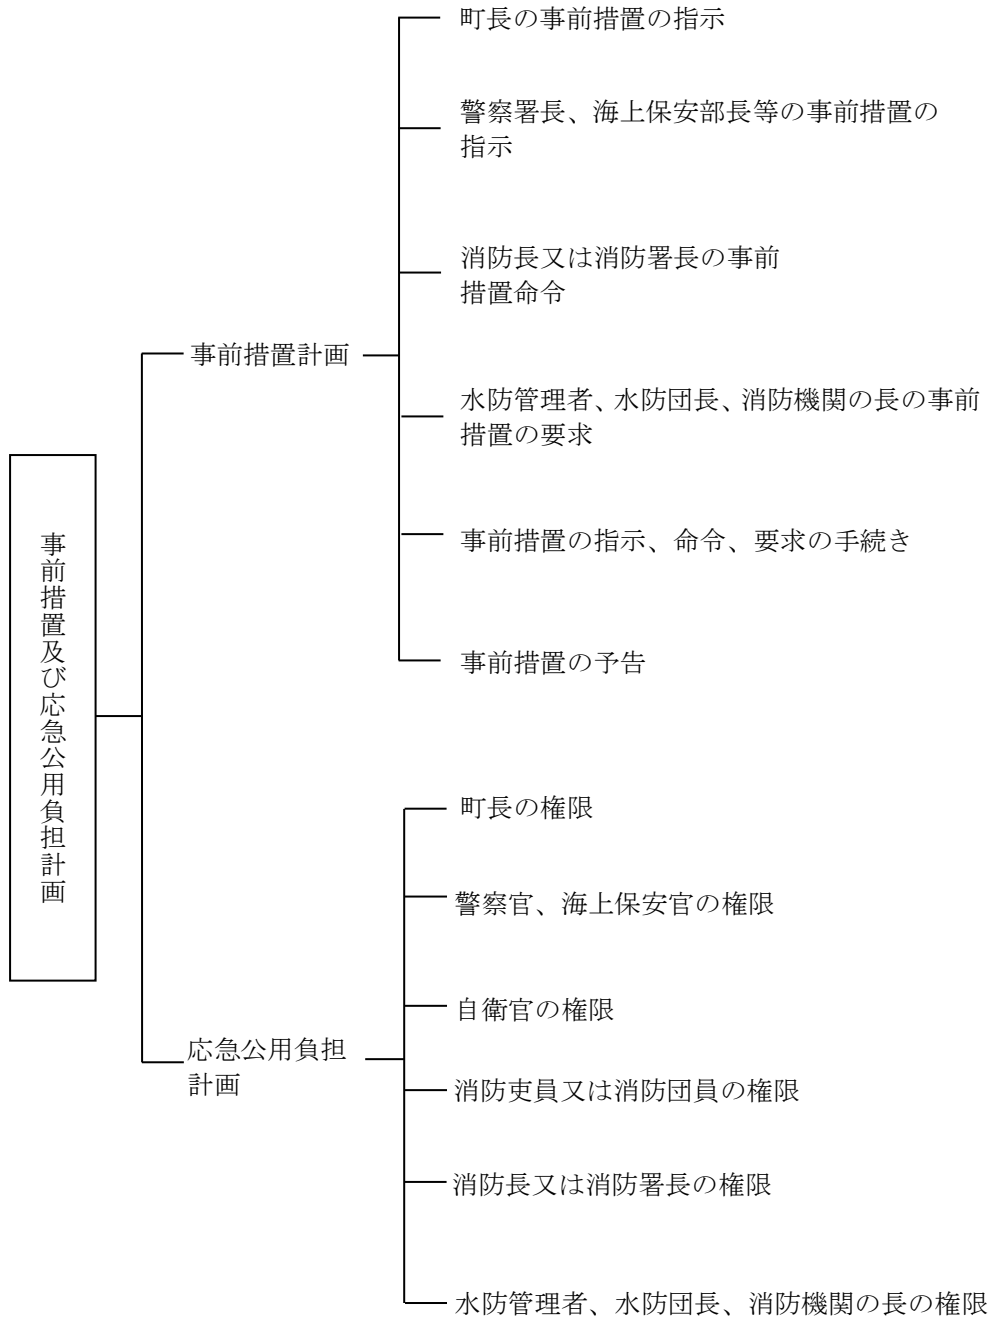 事前措置及び応急公用負担計画
事前措置計画
町長の事前措置の指示
警察署長、海上保安部長等の事前措置の
指示
消防長又は消防署長の事前
措置命令
水防管理者、水防団長、消防機関の長の事前
措置の要求
事前措置の指示、命令、要求の手続き
事前措置の予告
応急公用負担
計画
町長の権限
警察官、海上保安官の権限
自衛官の権限
消防吏員又は消防団員の権限
消防長又は消防署長の権限
水防管理者、水防団長、消防機関の長の権限